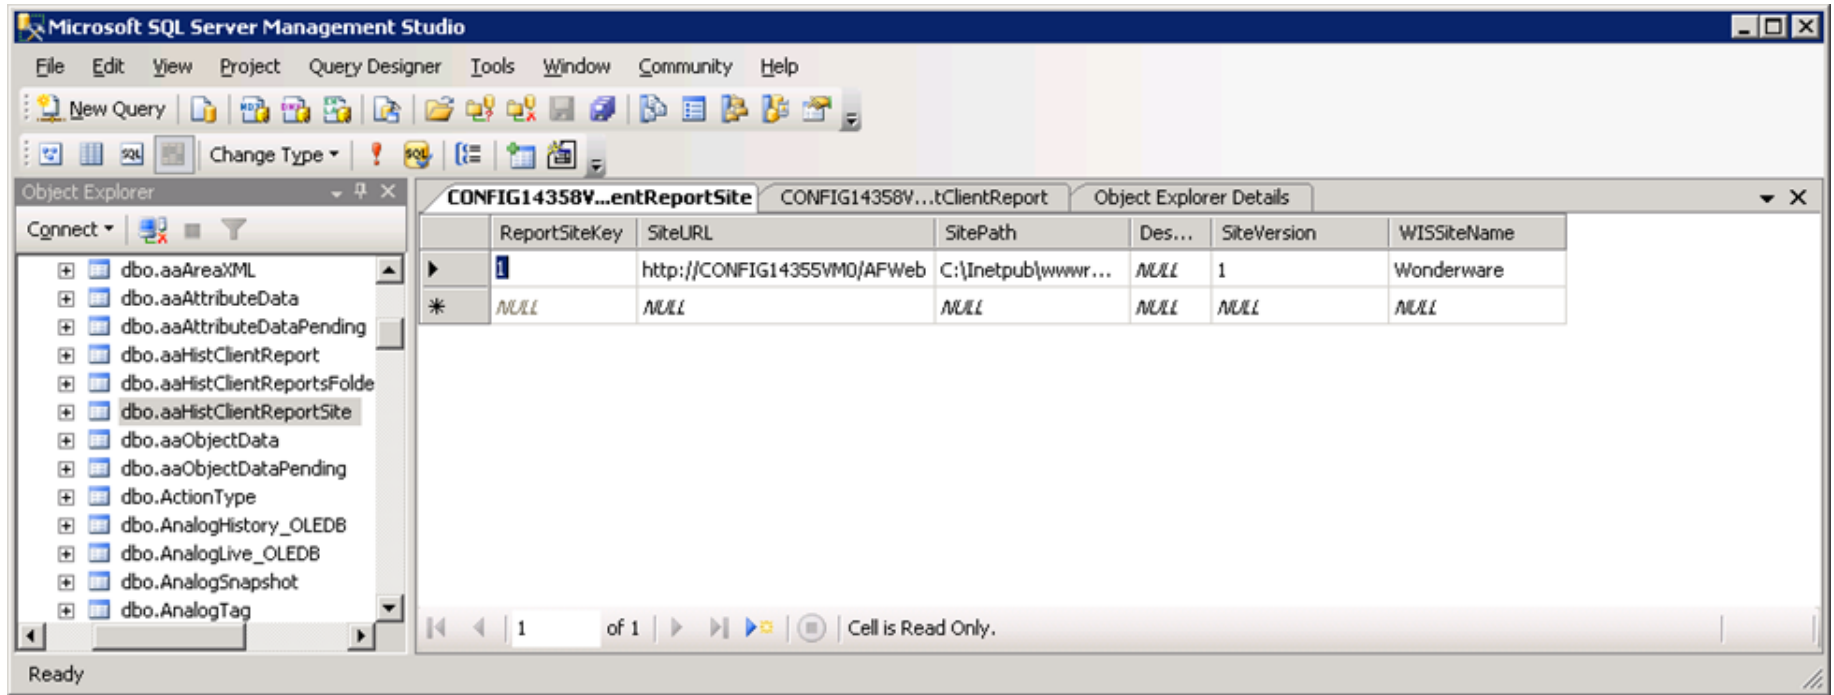 Microsoft SQL Server Management Studio
File Edit View Project Query Designer Tools Window Community Help
New Query
Change Type
Object Explorer
Connect
dbo.aaAreaXML
dbo.aaAttributeData
dbo.aaAttributeDataPending
dbo.aaHistClientReport
dbo.aaHistClientReportsFolde
dbo.aaHistClientReportSite
dbo.aaObjectData
dbo.aaObjectDataPending
dbo.ActionType
dbo.AnalogHistory_OLEDB
dbo.AnalogLive_OLEDB
dbo.AnalogSnapshot
dbo.AnalogTag
CONFIG14358V...entReportSite CONFIG14358V...tClientReport Object Explorer Details
ReportSiteKey SiteURL SitePath Des... SiteVersion WISSiteName
1 http://CONFIG14355VM0/AFWeb C:\Inetpub\wwwr... NULL 1 Wonderware
NULL NULL NULL NULL NULL NULL
1 of 1 Cell is Read Only.
Ready